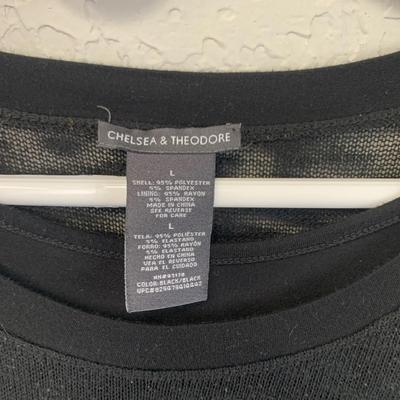 CHELSEA & THEODORE
L
SHELL: 95% POLYESTER
5% SPANDEX
LINING: 95% RAYON
5% SPANDEX
MADE IN CHINA
SEE REVERSE
FOR CARE
L
TELA: 95% POLYESTER
5% ELASTANO
FORRO: 95% RAYÓN
5% ELASTANO
HECHO EN CHINA
VEA EL REVERSO
PARA EL CUIDADO
COLOR:BLACK/BLACK